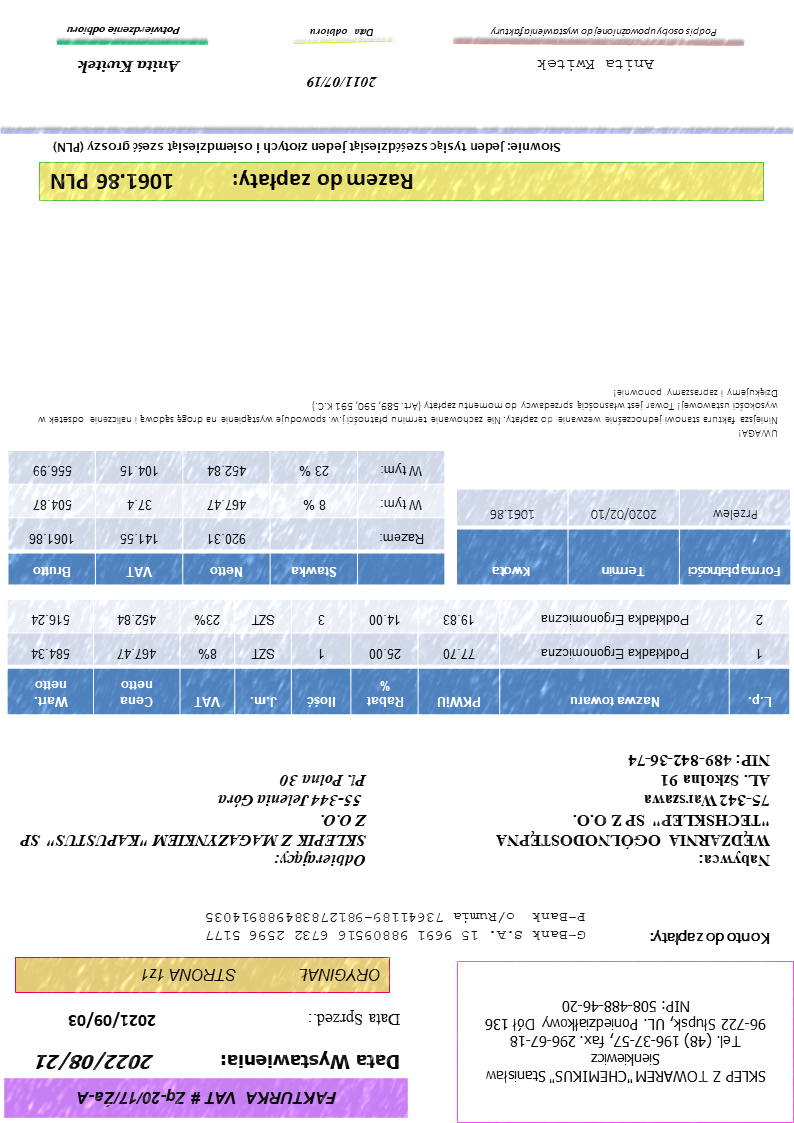 SKLEP Z TOWAREM"CHEMIKUS" Stanisław
Sienkiewicz
Tel. (48) 196-37-57, fax. 296-67-18
96-722 Słupsk, UL. Poniedziałkowy Dół 136
NIP: 508-488-46-20
FAKTURKA VAT # Zq-20/17/Ża-A
Data Wystawienia: 2022/08/21
Data Sprzed.: 2021/09/03
ORYGINAŁ STRONA 1z1
Konto do zapłaty: G-Bank S.A. 15 9691 98809516 6732 2596 5177
P-Bank o/Rumia 73641189-981278384988914035
Nabywca:
WĘDZARNIA OGÓLNODOSTĘPNA
"TECHSKLEP" SP Z O.O.
75-342 Warszawa
AL. Szkolna 91
NIP: 489-842-36-74
Odbierający:
SKLEPIK Z MAGAZYNKIEM "KAPUSTUS" SP
Z O.O.
55-344 Jelenia Góra
Pl. Polna 30
L.p. Nazwa towaru PKWiU Rabat % Ilość J.m. VAT Cena netto Wart. netto
1 Podkładka Ergonomiczna 77.70 25.00 1 SZT 8% 467.47 584.34
2 Podkładka Ergonomiczna 19.83 14.00 3 SZT 23% 452.84 516.24
Forma płatności Termin Kwota
Przelew 2020/02/10 1061.86
Stawka Netto VAT Brutto
Razem: 920.31 141.55 1061.86
W tym: 8 % 467.47 37.4 504.87
W tym: 23 % 452.84 104.15 556.99
UWAGA!
Niniejsza faktura stanowi jednocześnie wezwanie do zapłaty. Nie zachowanie terminu płatności j.w. spowoduje wystąpienie na drogę sądową i naliczenie odsetek w
wysokości ustawowej! Towar jest własnością sprzedawcy do momentu zapłaty (Art. 589, 590, 591 K.C.)
Dziękujemy i zapraszamy ponownie!
Razem do zapłaty: 1061.86 PLN
Słownie: jeden tysiąc sześćdziesiąt jeden złotych i osiemdziesiąt sześć groszy (PLN)
Anita Kwitek
2011/07/19
Anita Kwitek
Podpis osoby upoważnionej do wystawienia faktury
Data odbioru
Potwierdzenie odbioru